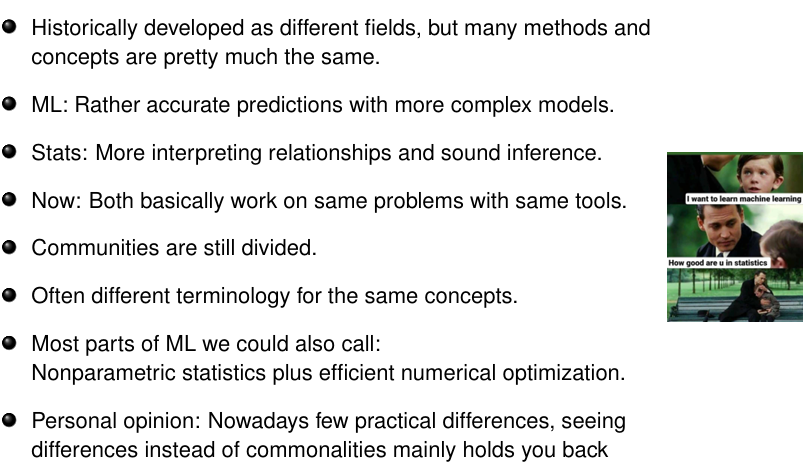 Historically developed as different fields, but many methods and
concepts are pretty much the same.
ML: Rather accurate predictions with more complex models.
Stats: More interpreting relationships and sound inference.
Now: Both basically work on same problems with same tools.
Communities are still divided.
Often different terminology for the same concepts.
Most parts of ML we could also call:
Nonparametric statistics plus efficient numerical optimization.
Personal opinion: Nowadays few practical differences, seeing
differences instead of commonalities mainly holds you back
I want to learn machine learning
How good are u in statistics